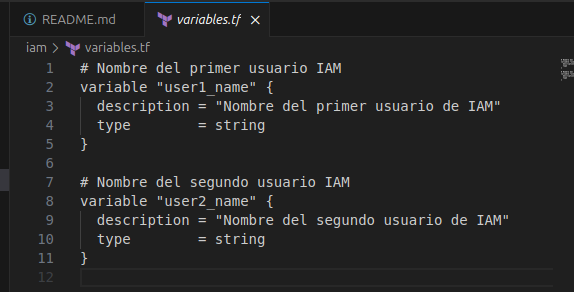 README.md
variables.tf
iam > variables.tf
1 # Nombre del primer usuario IAM
2 variable "user1_name" {
3 description = "Nombre del primer usuario de IAM"
4 type = string
5 }
6
7 # Nombre del segundo usuario IAM
8 variable "user2_name" {
9 description = "Nombre del segundo usuario de IAM"
10 type = string
11 }
12